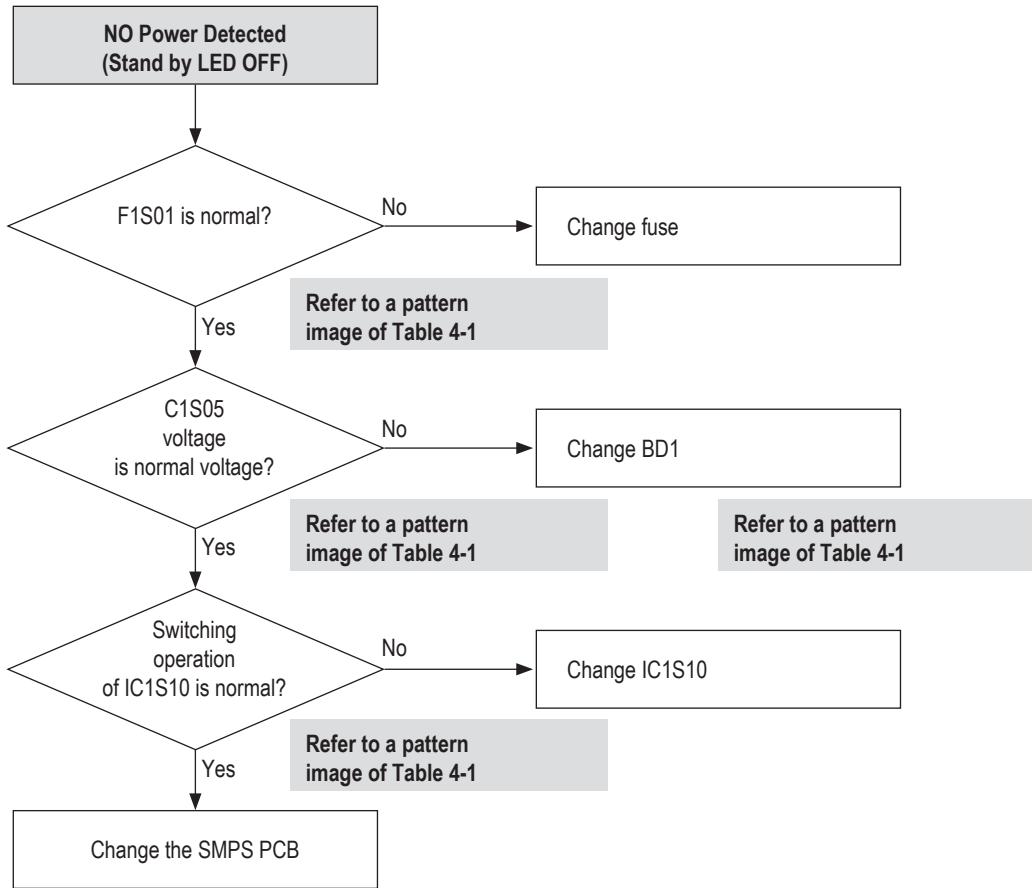 NO Power Detected
(Stand by LED OFF)
F1S01 is normal?
No
Change fuse
Refer to a pattern
image of Table 4-1
Yes
C1S05
voltage
is normal voltage?
No
Change BD1
Refer to a pattern
image of Table 4-1
Refer to a pattern
image of Table 4-1
Yes
Switching
operation
of IC1S10 is normal?
No
Change IC1S10
Refer to a pattern
image of Table 4-1
Yes
Change the SMPS PCB